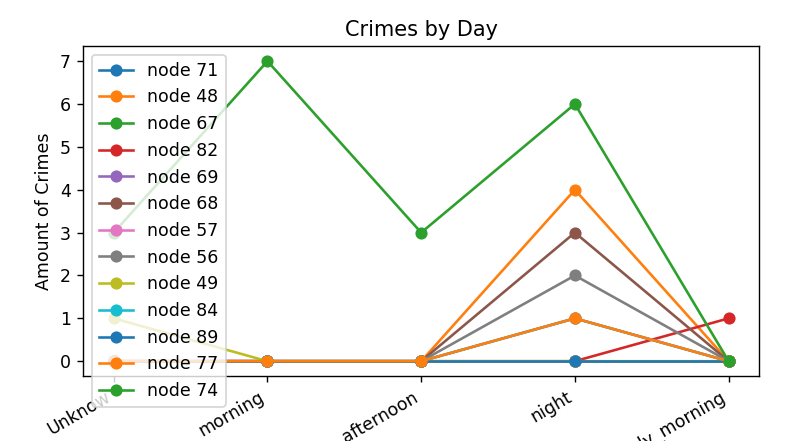 Crimes by Day
Amount of Crimes
7
6
5
4
3
2
1
0
node 71
node 48
node 67
node 82
node 69
node 68
node 57
node 56
node 49
node 84
node 89
node 77
node 74
Unknow
morning
afternoon
night
ly_morning